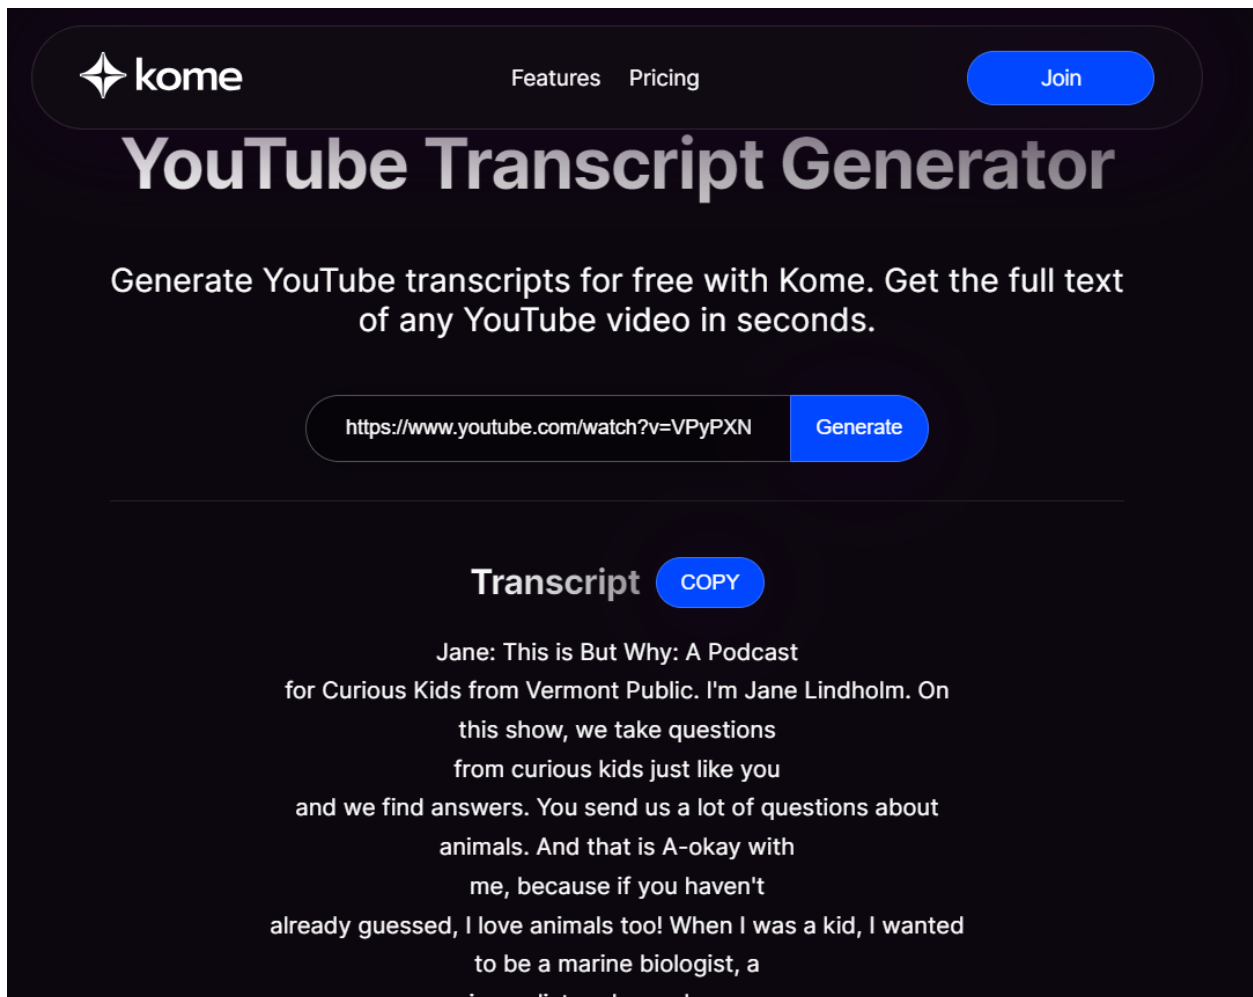 kome
Features Pricing
Join
YouTube Transcript Generator
Generate YouTube transcripts for free with Kome. Get the full text
of any YouTube video in seconds.
https://www.youtube.com/watch?v=VPyPXN
Generate
Transcript
COPY
Jane: This is But Why: A Podcast
for Curious Kids from Vermont Public. I'm Jane Lindholm. On
this show, we take questions
from curious kids just like you
and we find answers. You send us a lot of questions about
animals. And that is A-okay with
me, because if you haven't
already guessed, I love animals too! When I was a kid, I wanted
to be a marine biologist, a